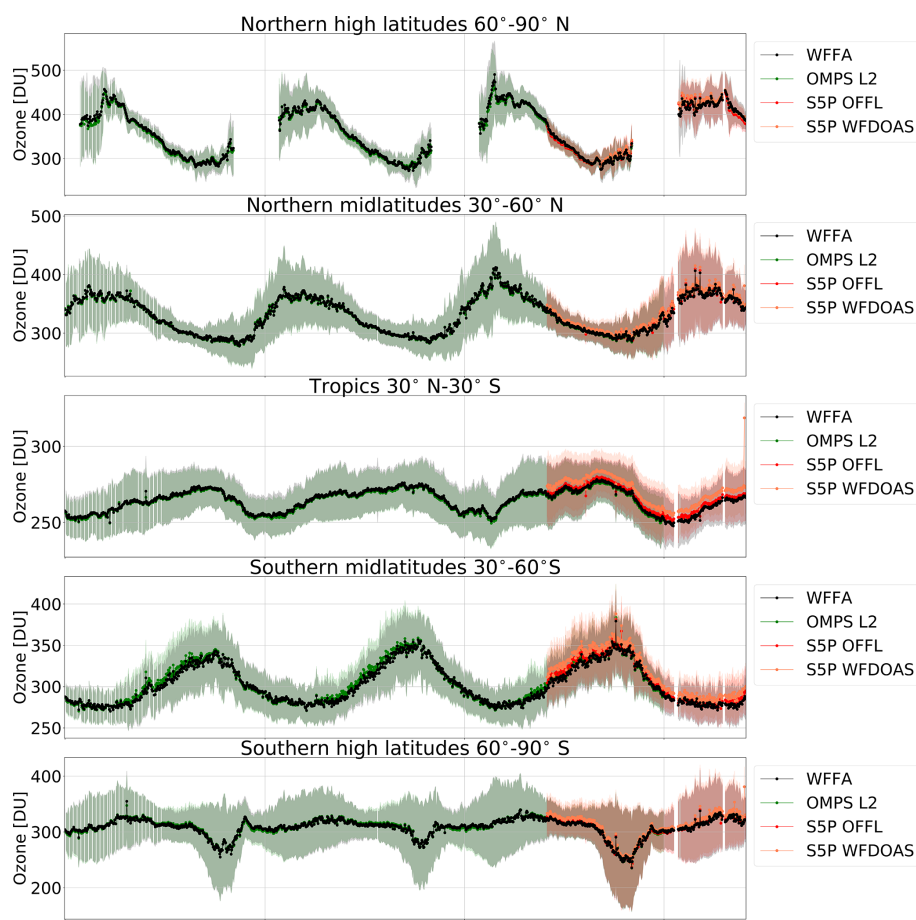 Northern high latitudes 60°-90° N
Ozone [DU]
500
400
300
WFFA
OMPS L2
S5P OFFL
S5P WFDOAS
Northern midlatitudes 30°-60° N
Ozone [DU]
500
400
300
WFFA
OMPS L2
S5P OFFL
S5P WFDOAS
Tropics 30° N-30° S
Ozone [DU]
300
250
WFFA
OMPS L2
S5P OFFL
S5P WFDOAS
Southern midlatitudes 30°-60°S
Ozone [DU]
400
350
300
250
WFFA
OMPS L2
S5P OFFL
S5P WFDOAS
Southern high latitudes 60°-90° S
Ozone [DU]
400
300
200
WFFA
OMPS L2
S5P OFFL
S5P WFDOAS